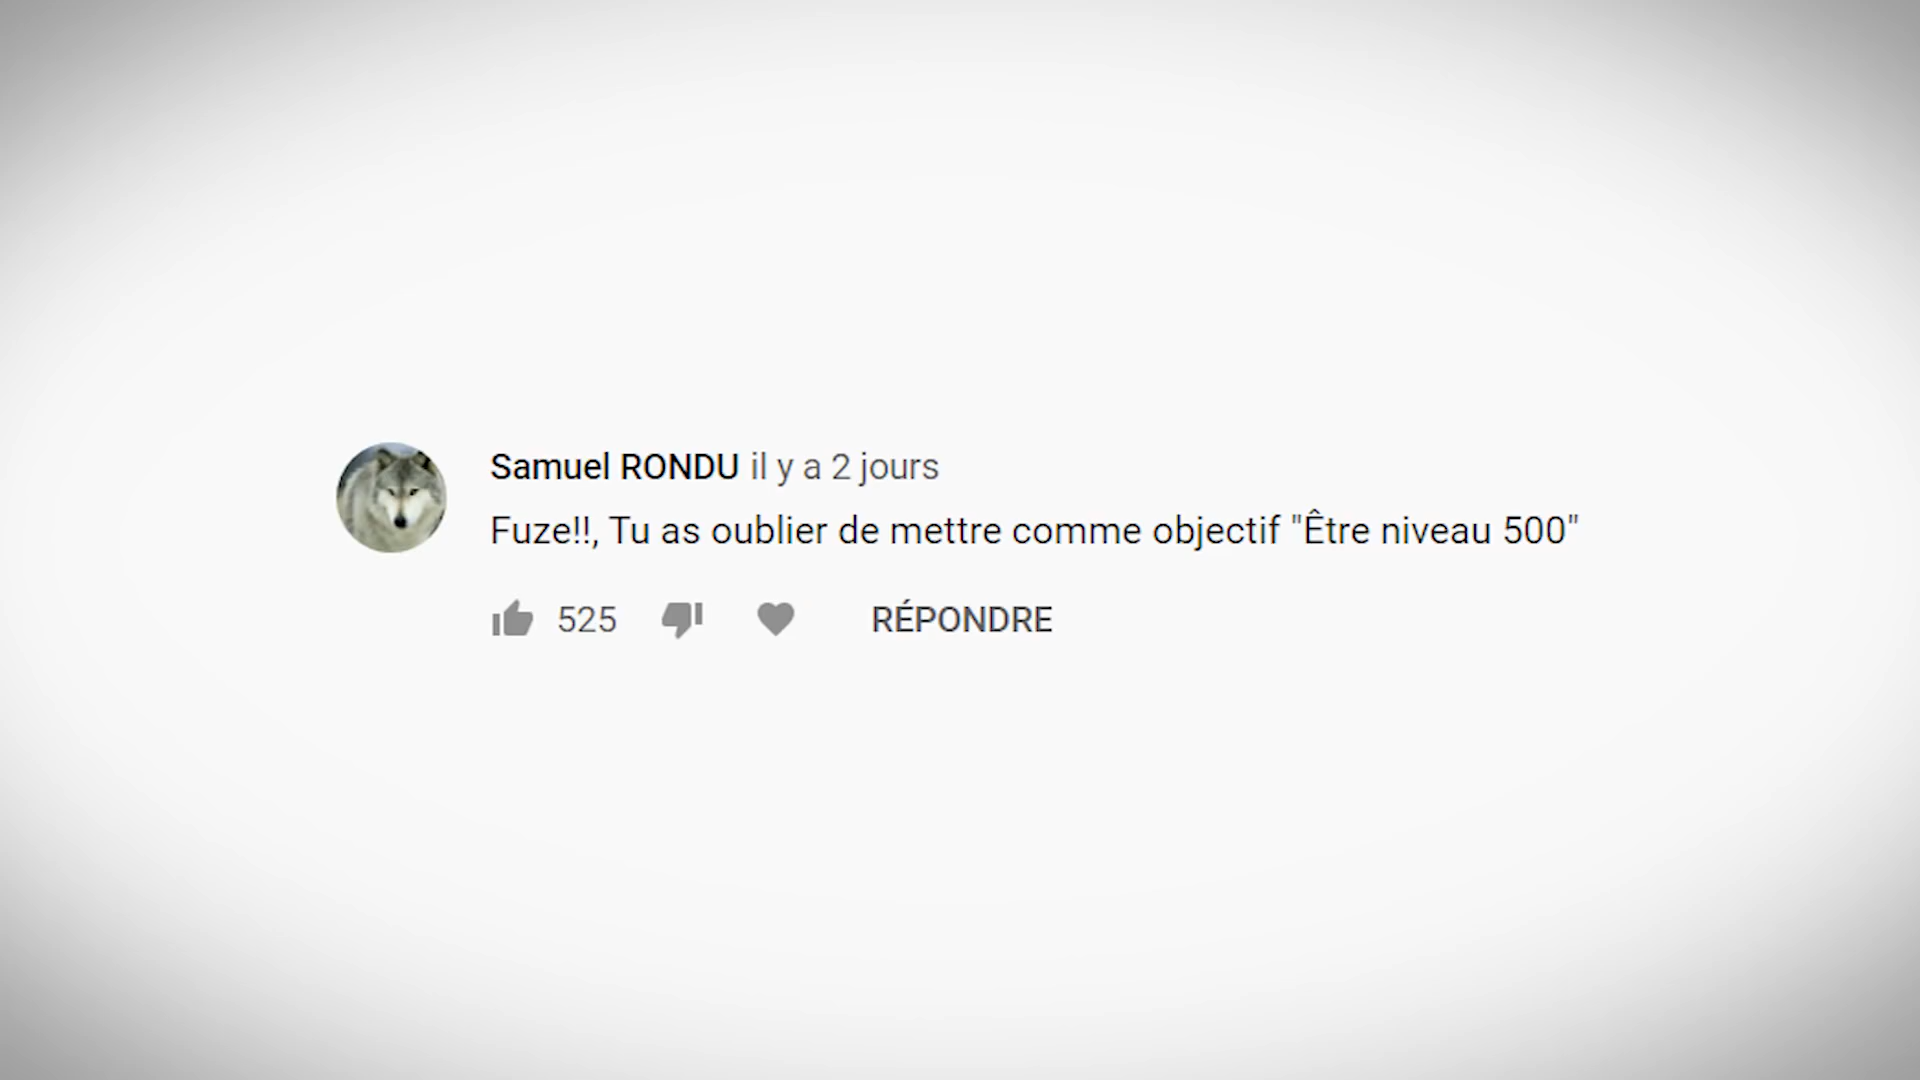 Samuel RONDU il y a 2 jours
Fuze!!, Tu as oublier de mettre comme objectif "Être niveau 500"
525 RÉPONDRE